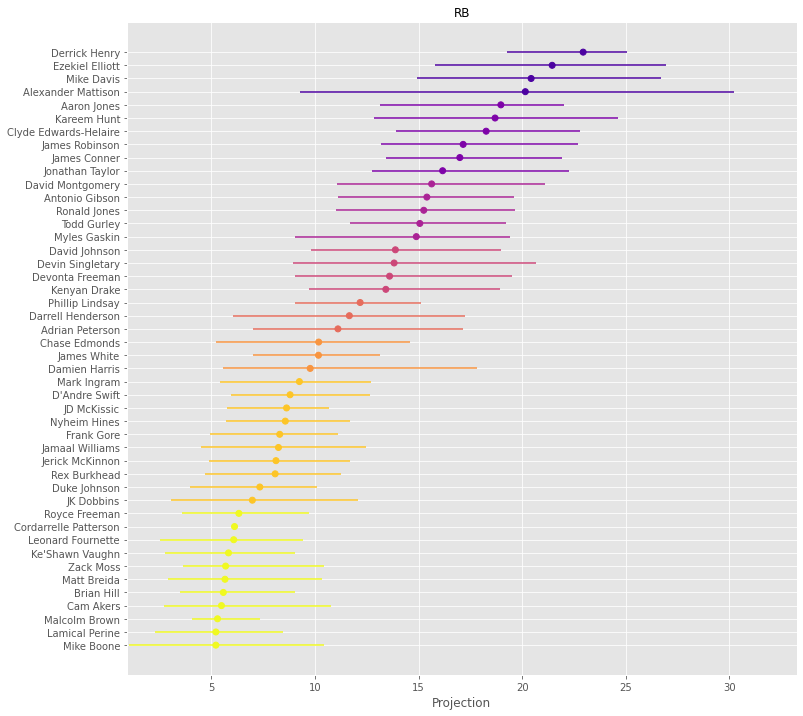 RB
Derrick Henry
Ezekiel Elliott
Mike Davis
Alexander Mattison
Aaron Jones
Kareem Hunt
Clyde Edwards-Helaire
James Robinson
James Conner
Jonathan Taylor
David Montgomery
Antonio Gibson
Ronald Jones
Todd Gurley
Myles Gaskin
David Johnson
Devin Singletary
Devonta Freeman
Kenyan Drake
Phillip Lindsay
Darrell Henderson
Adrian Peterson
Chase Edmonds
James White
Damien Harris
Mark Ingram
D'Andre Swift
JD McKissic
Nyheim Hines
Frank Gore
Jamaal Williams
Jerick McKinnon
Rex Burkhead
Duke Johnson
JK Dobbins
Royce Freeman
Cordarrelle Patterson
Leonard Fournette
Ke'Shawn Vaughn
Zack Moss
Matt Breida
Brian Hill
Cam Akers
Malcolm Brown
Lamical Perine
Mike Boone
5 10 15 20 25 30
Projection